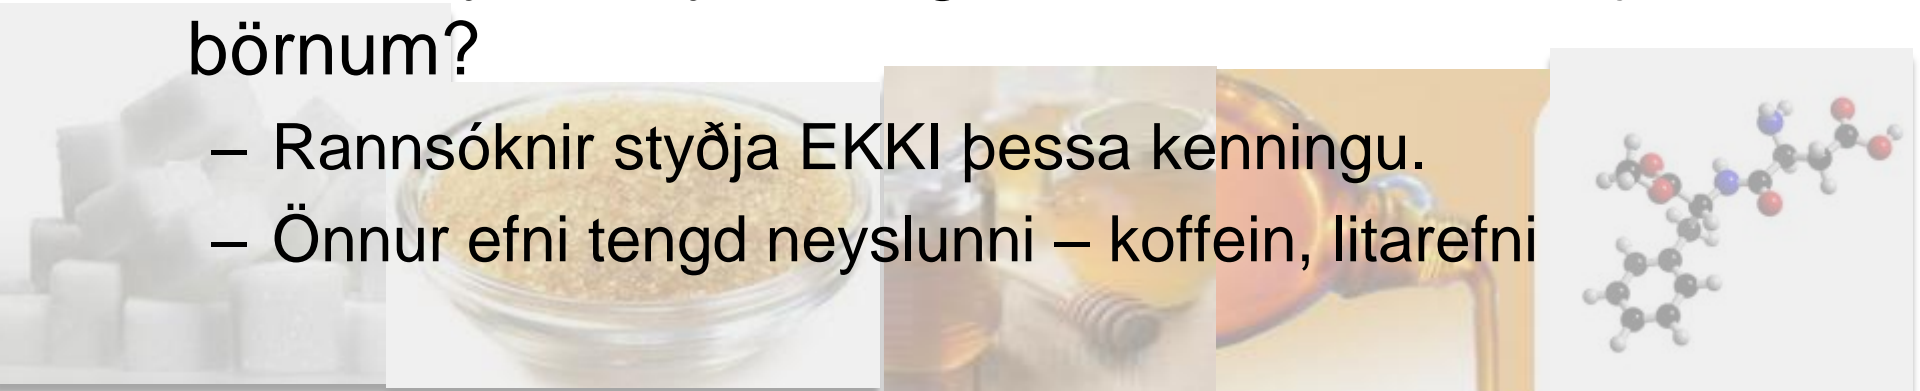 börnum?
– Rannsóknir styðja EKKI þessa kenningu.
– Önnur efni tengd neyslunni – koffein, litarefni